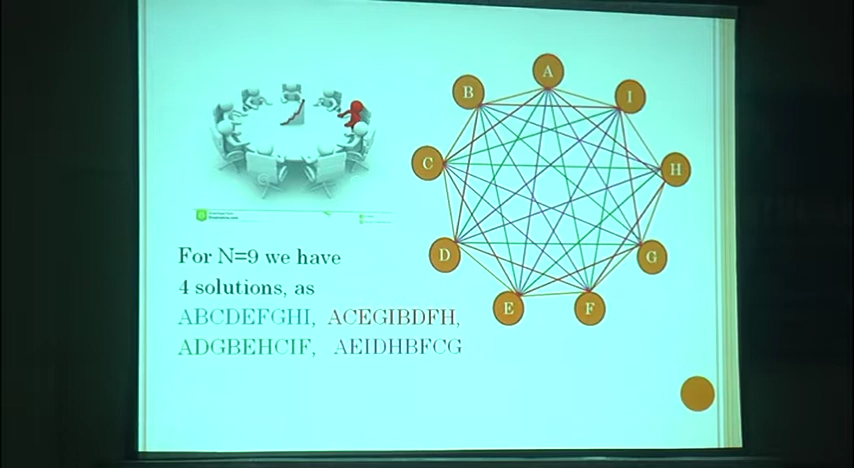 A
B
I
C
H
D
G
E
F
For N=9 we have
4 solutions, as
ABCDEFGHI, ACEGIBDFH,
ADGBEHCIF, AEIDHBFCG